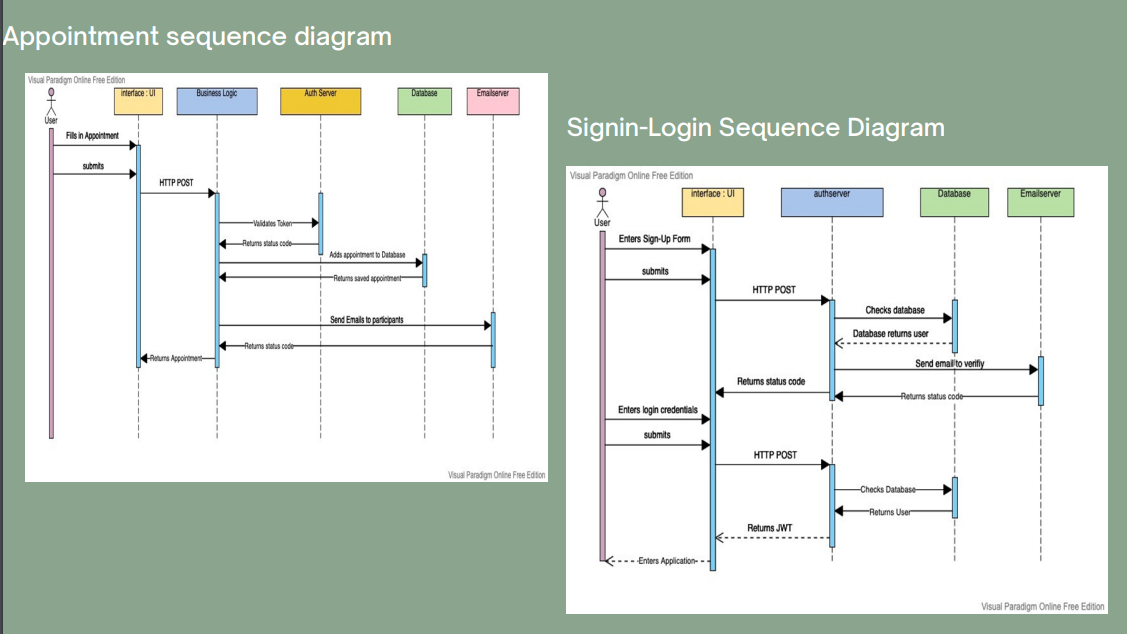 Appointment sequence diagram
Visual Paradigm Online Free Edition
User
interface : UI
Business Logic
Auth Server
Database
Emailserver
Fills in Appointment
submits
HTTP POST
Validates Token
Returns status code
Adds appointment to Database
Returns saved appointment
Send Emails to participants
Returns status code
Returns Appointment
Visual Paradigm Online Free Edition
Signin-Login Sequence Diagram
Visual Paradigm Online Free Edition
User
interface : UI
authserver
Database
Emailserver
Enters Sign-Up Form
submits
HTTP POST
Checks database
Database returns user
Send email to verifiy
Returns status code
Returns status code
Enters login credentials
submits
HTTP POST
Checks Database
Returns User
Returns JWT
Enters Application
Visual Paradigm Online Free Edition